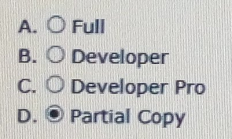 A. Full
B. Developer
C. Developer Pro
D. Partial Copy